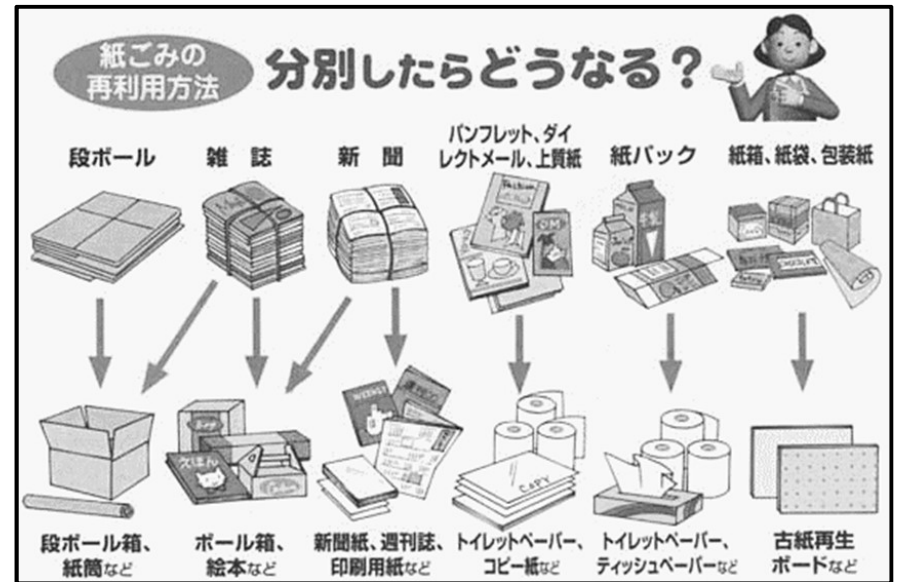 紙ごみの
再利用方法
分別したらどうなる？
段ボール
雑誌
新聞
パンフレット、ダイ
レクトメール、上質紙
紙パック
紙箱、紙袋、包装紙
CHOCOLATE
WEEKLY
えほん
COPY
段ボール箱、
紙筒など
ボール箱、
絵本など
新聞紙、週刊誌、
印刷用紙など
トイレットペーパー、
コピー紙など
トイレットペーパー、
ティッシュペーパーなど
古紙再生
ボードなど